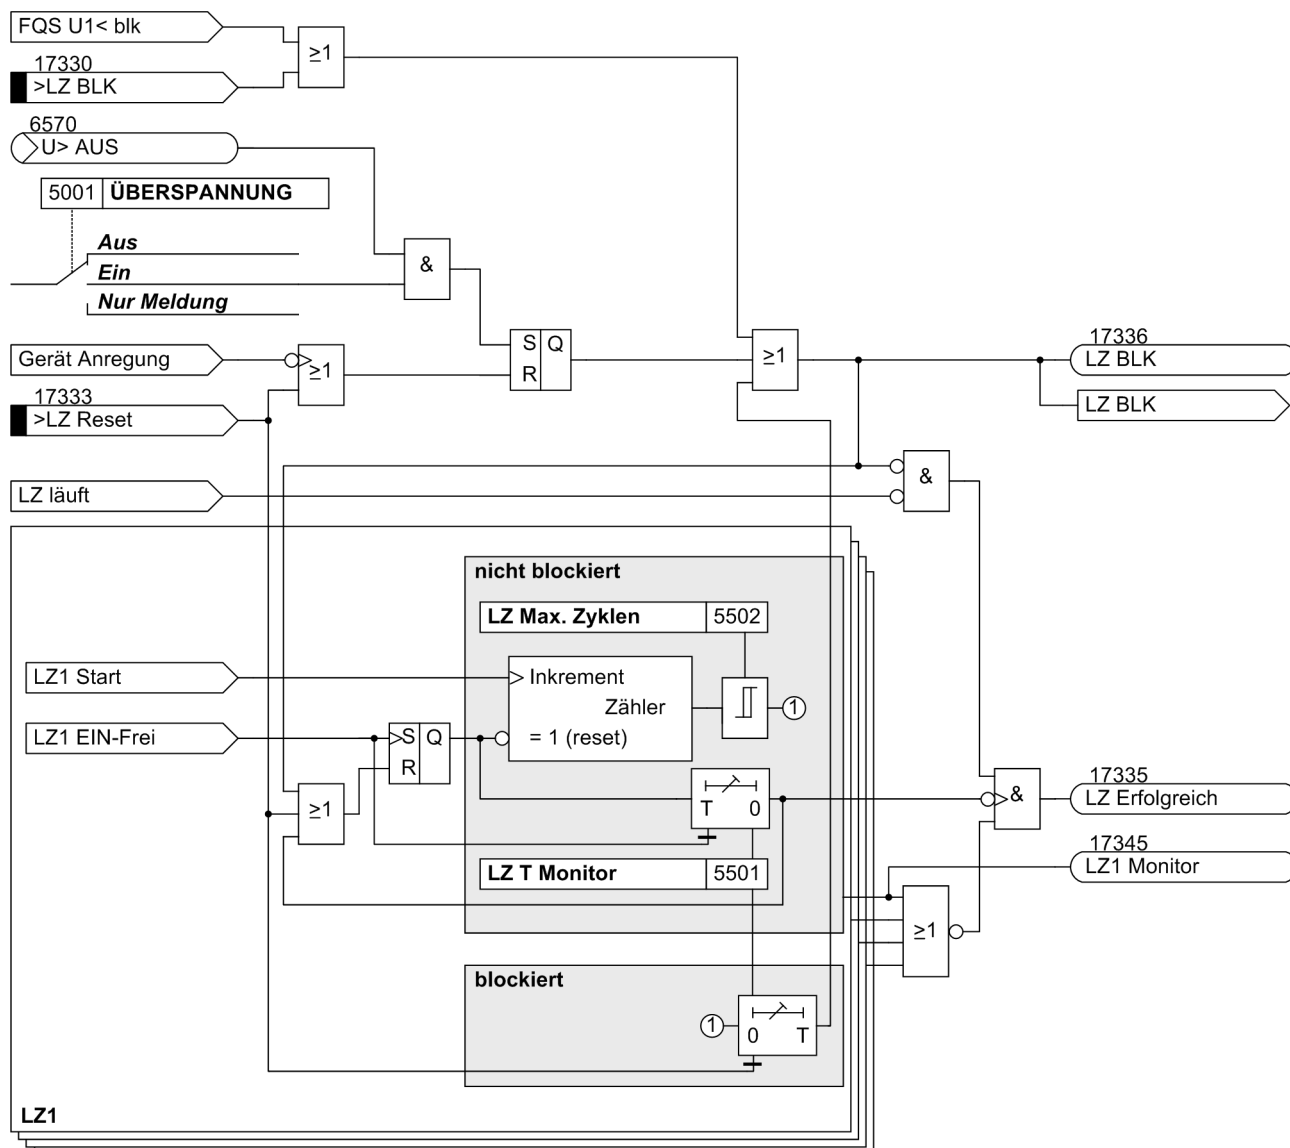 FQS U1< blk
≥1
17330
>LZ BLK
6570
U> AUS
5001 ÜBERSPANNUNG
Aus
Ein
Nur Meldung
&
S Q
R
Gerät Anregung
≥1
17333
>LZ Reset
≥1
17336
LZ BLK
LZ BLK
&
LZ läuft
nicht blockiert
LZ Max. Zyklen 5502
LZ1 Start
Inkrement
Zähler
= 1 (reset)
1
LZ1 EIN-Frei
S Q
R
≥1
T 0
LZ T Monitor 5501
&
17335
LZ Erfolgreich
17345
LZ1 Monitor
≥1
blockiert
1
0 T
LZ1